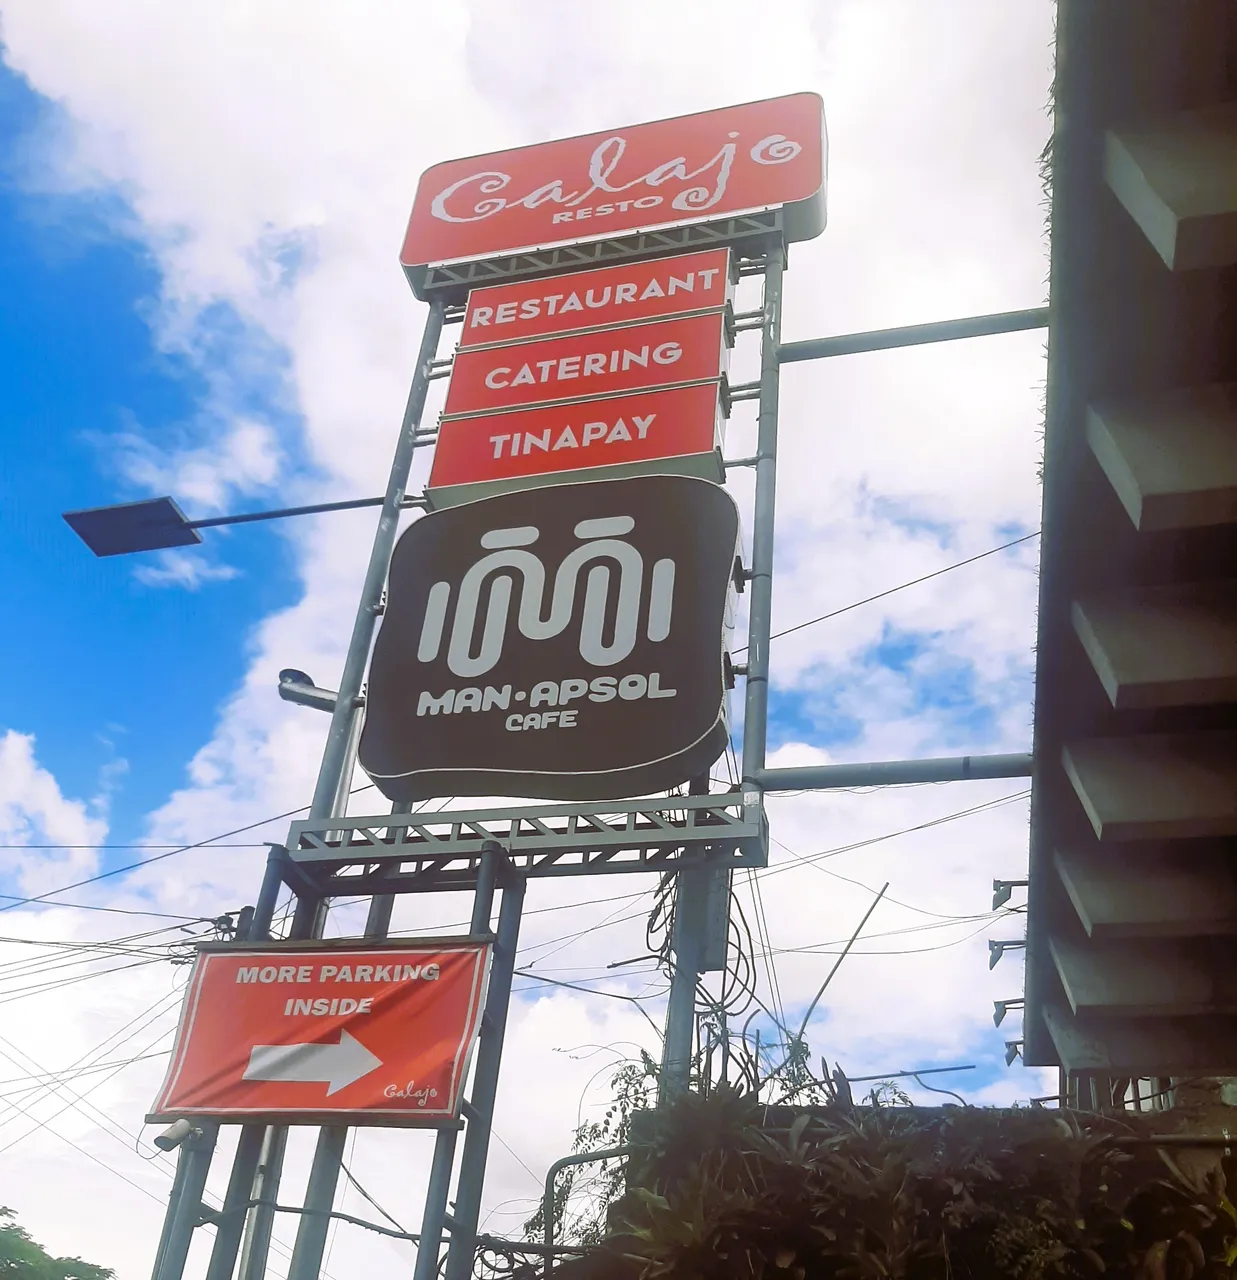 Calajo
RESTO
RESTAURANT
CATERING
TINAPAY
MAN·APSOL
CAFE
MORE PARKING
INSIDE
Calajo